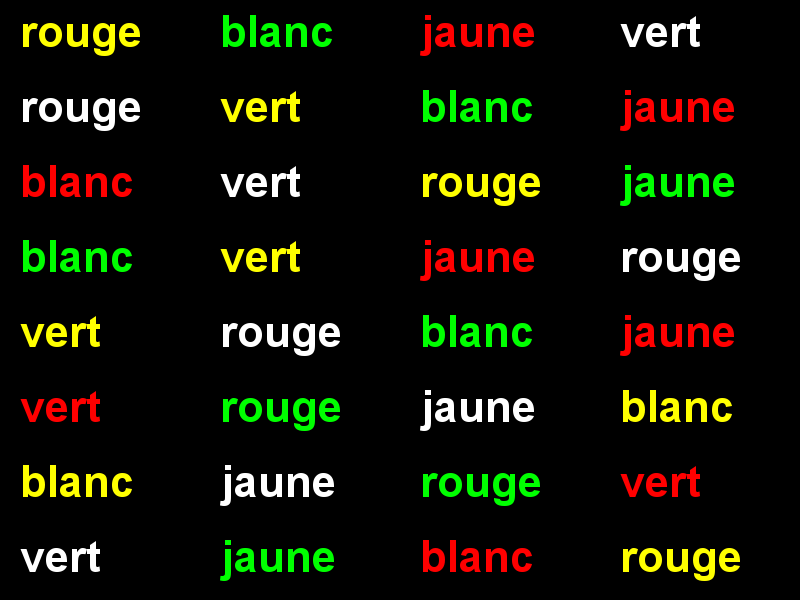 rouge blanc jaune vert
rouge vert blanc jaune
blanc vert rouge jaune
blanc vert jaune rouge
vert rouge blanc jaune
vert rouge jaune blanc
blanc jaune rouge vert
vert jaune blanc rouge